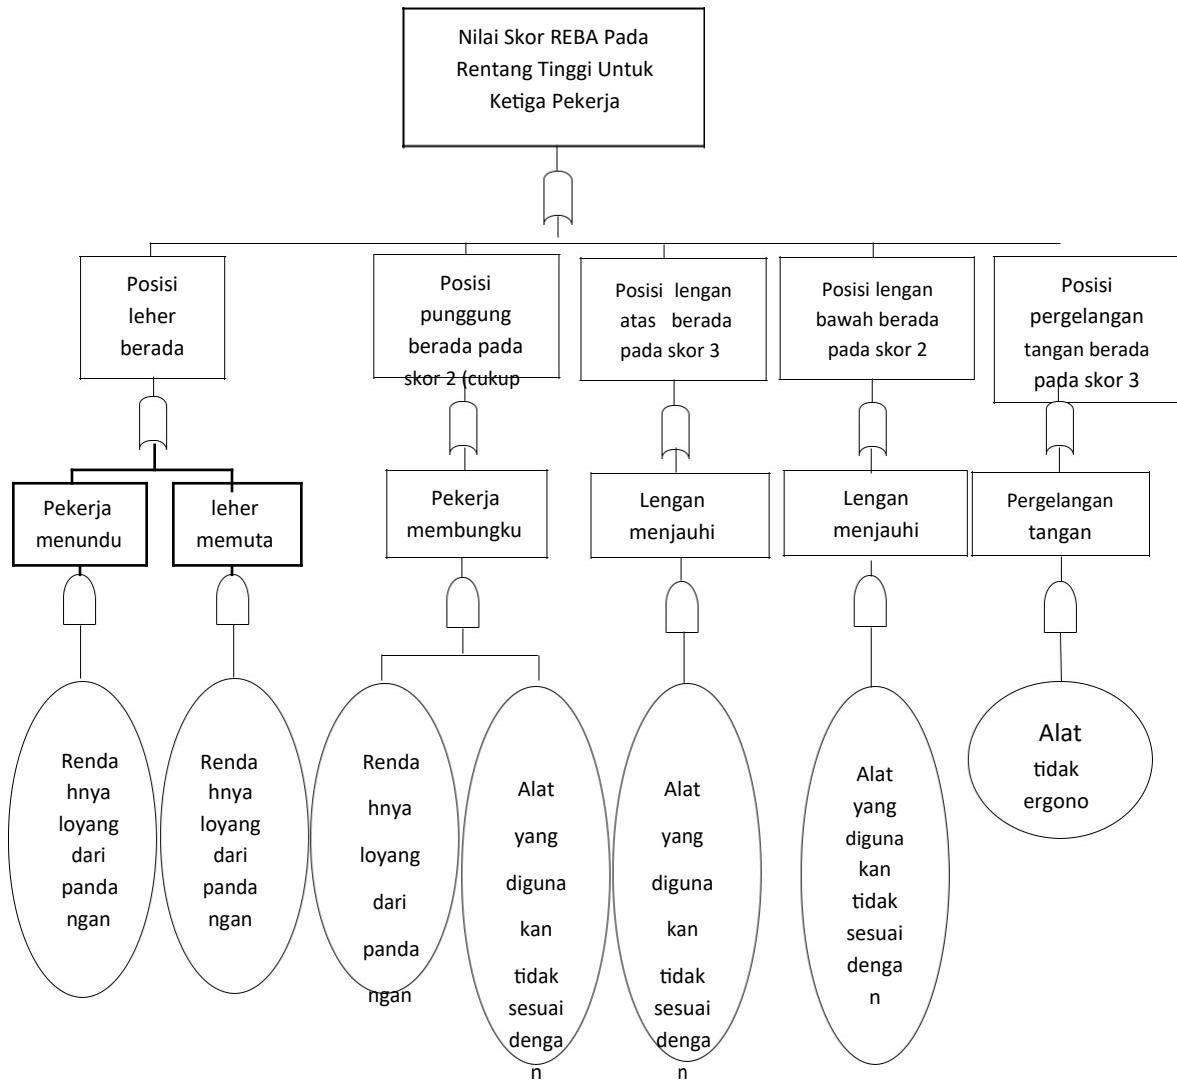 Nilai Skor REBA Pada
Rentang Tinggi Untuk
Ketiga Pekerja
Posisi
leher
berada
Posisi
punggung
berada pada
skor 2 (cukup
Posisi lengan
atas berada
pada skor 3
Posisi lengan
bawah berada
pada skor 2
Posisi
pergelangan
tangan berada
pada skor 3
Pekerja
menundu
leher
memuta
Pekerja
membungku
Lengan
menjauhi
Lengan
menjauhi
Pergelangan
tangan
Renda
hnya
loyang
dari
panda
ngan
Renda
hnya
loyang
dari
panda
ngan
Renda
hnya
loyang
dari
panda
ngan
Alat
yang
diguna
kan
tidak
sesuai
denga
n
Alat
yang
diguna
kan
tidak
sesuai
denga
n
Alat
yang
diguna
kan
tidak
sesuai
denga
n
Alat
tidak
ergono